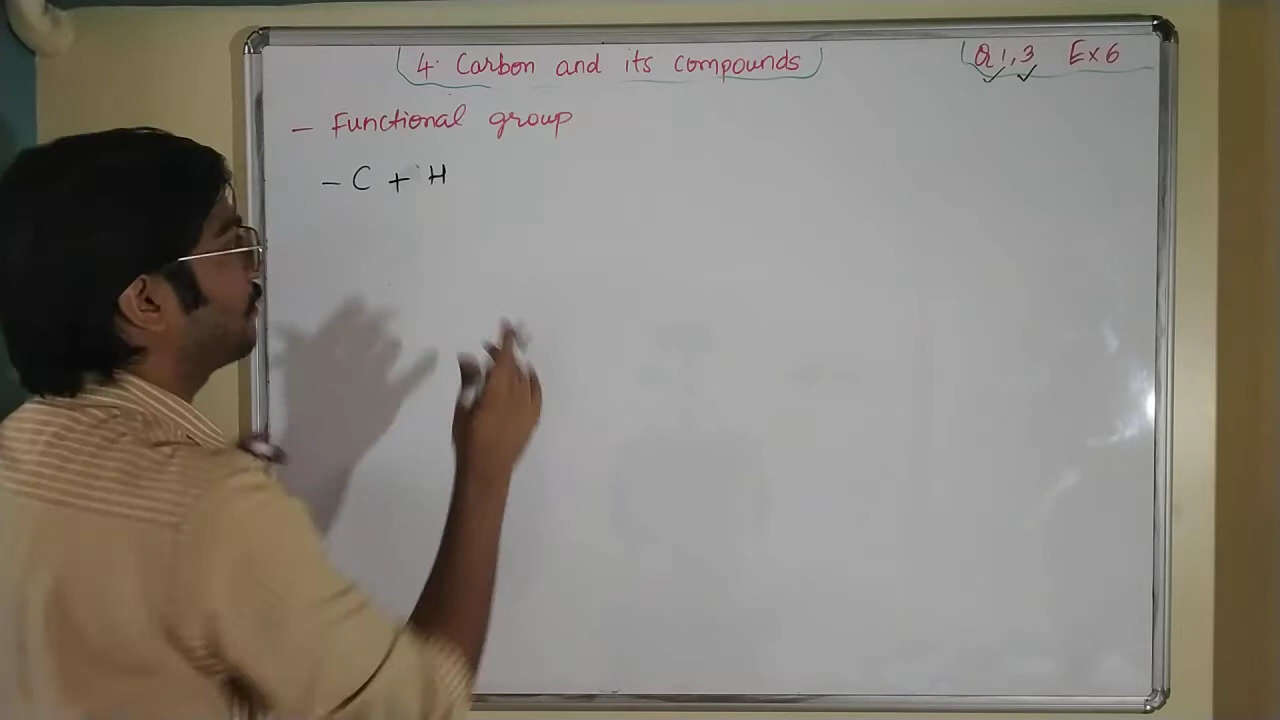 4. Carbon and its compounds
Q 1, 3 Ex 6
- Functional group
- C + H